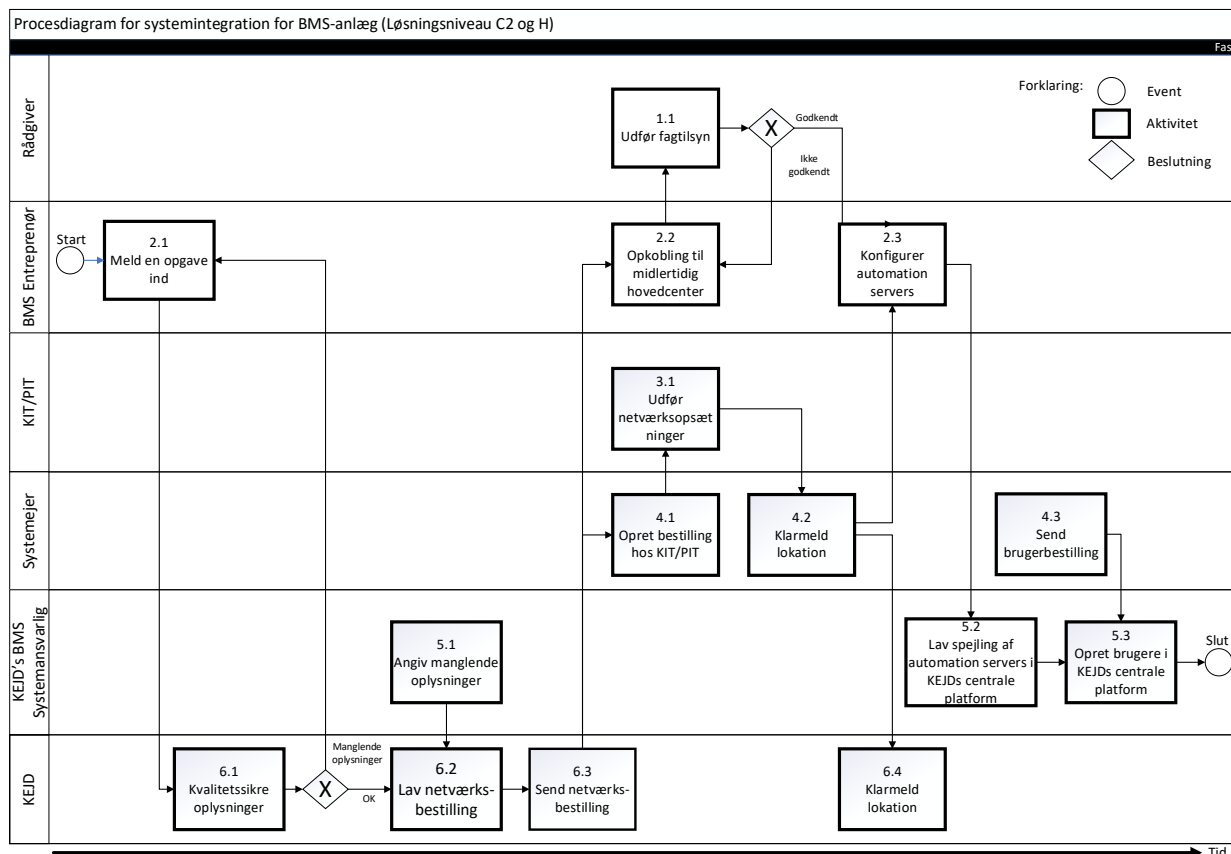 Procesdiagram for systemintegration for BMS-anlæg (Løsningsniveau C2 og H)
Fas
Rådgiver
1.1
Udfør fagtilsyn
X
Godkendt
Ikke
godkendt
Forklaring:
Event
Aktivitet
Beslutning
BMS Entreprenør
Start
2.1
Meld en opgave
ind
2.2
Opkobling til
midlertidig
hovedcenter
2.3
Konfigurer
automation
servers
KIT/PIT
3.1
Udfør
netværksopsæt
ninger
Systemejer
4.1
Opret bestilling
hos KIT/PIT
4.2
Klarmeld
lokation
4.3
Send
brugerbestilling
KEJD's BMS
Systemansvarlig
5.1
Angiv manglende
oplysninger
5.2
Lav spejling af
automation servers i
KEJDs centrale
platform
5.3
Opret brugere i
KEJDs centrale
platform
Slut
KEJD
6.1
Kvalitetssikre
oplysninger
X
Manglende
oplysninger
OK
6.2
Lav netværks-
bestilling
6.3
Send netværks-
bestilling
6.4
Klarmeld
lokation
Tid